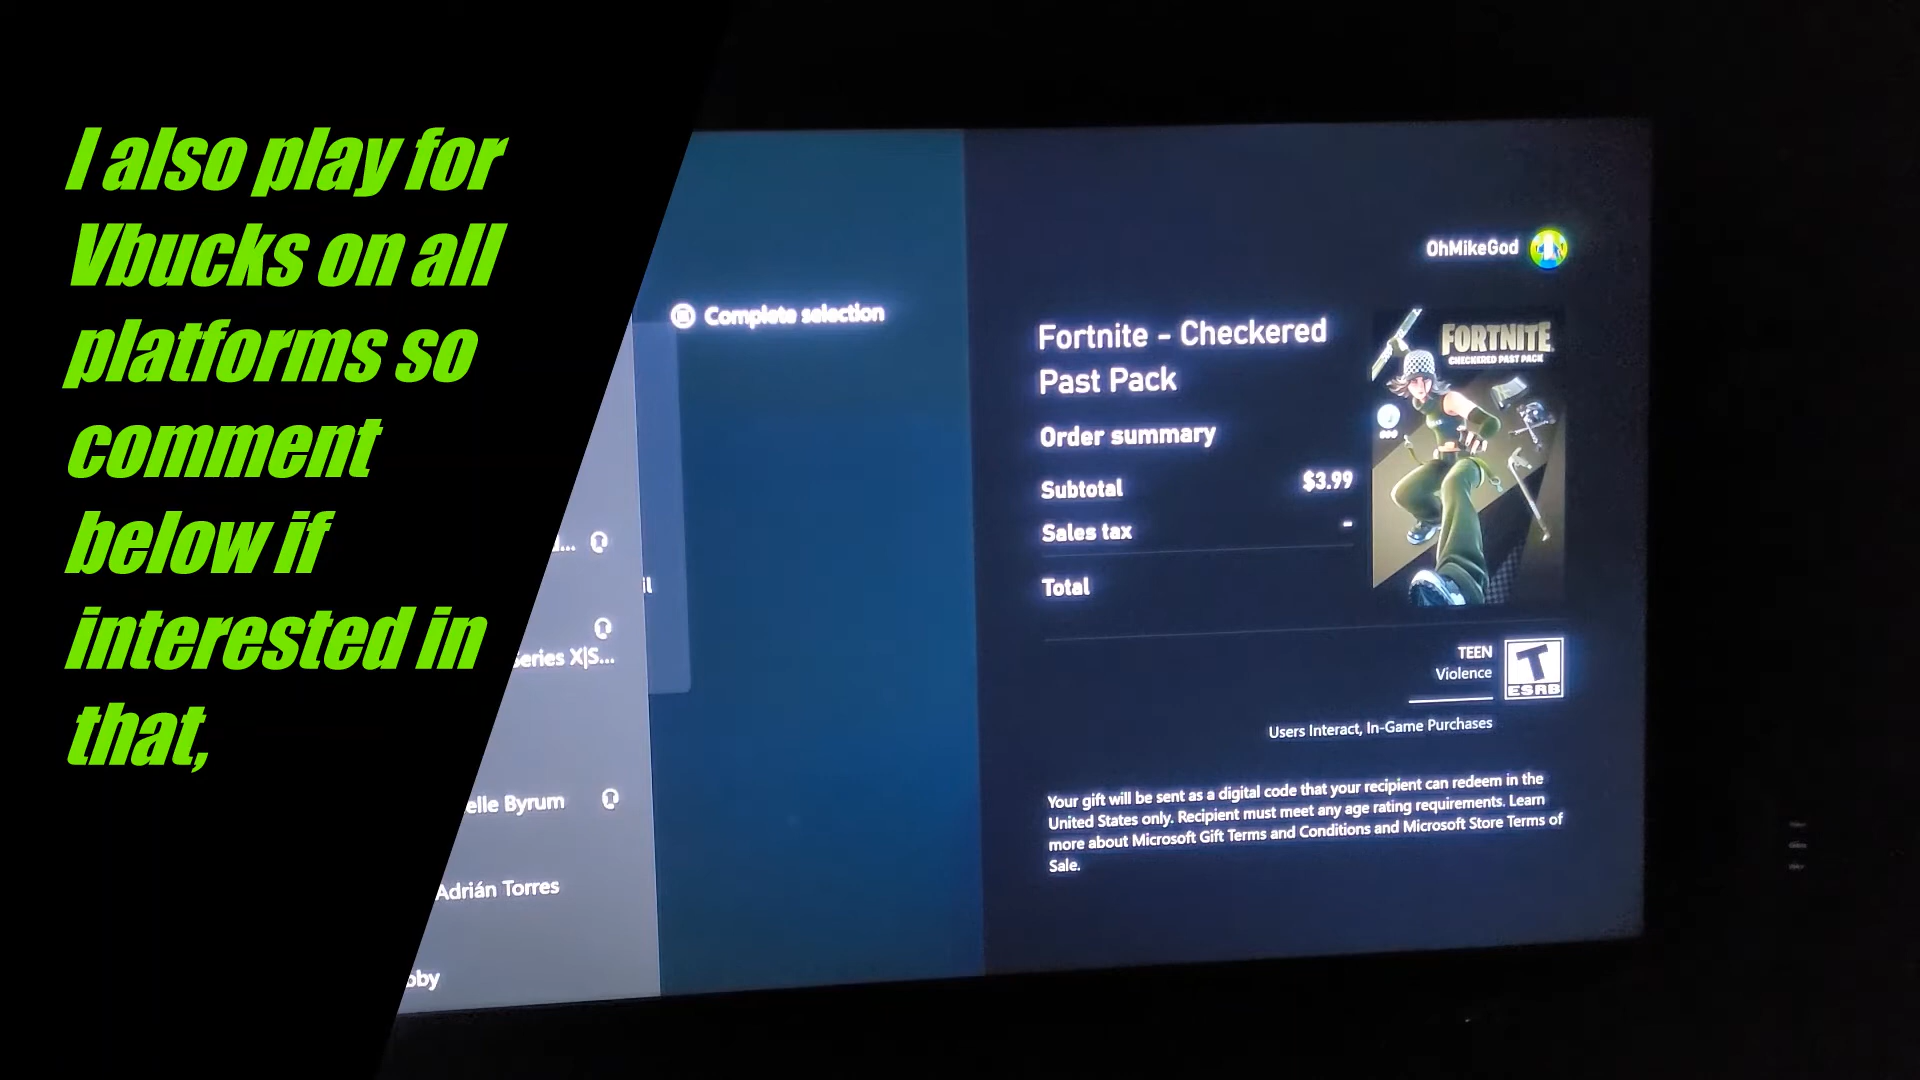 I also play for
Vbucks on all
platforms so
comment
below if
interested in
that,
OhMikeGod
Complete selection
Fortnite - Checkered
Past Pack
FORTNITE
CHECKERED PAST PACK
Order summary
Subtotal $3.99
Sales tax -
Total
TEEN
Violence
T
ESRB
Users Interact, In-Game Purchases
Your gift will be sent as a digital code that your recipient can redeem in the
United States only. Recipient must meet any age rating requirements. Learn
more about Microsoft Gift Terms and Conditions and Microsoft Store Terms of
Sale.
eries X|S...
elle Byrum
Adrián Torres